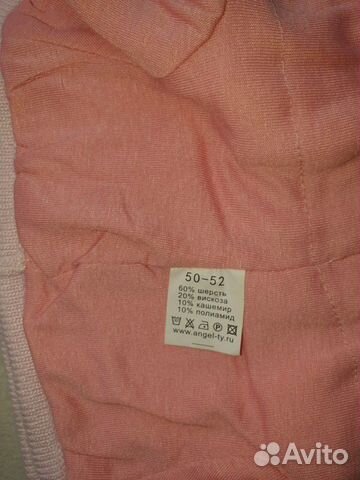 50-52
60% шерсть
20% вискоза
10% кашемир
10% полиамид
www.angel-ty.ru
Avito